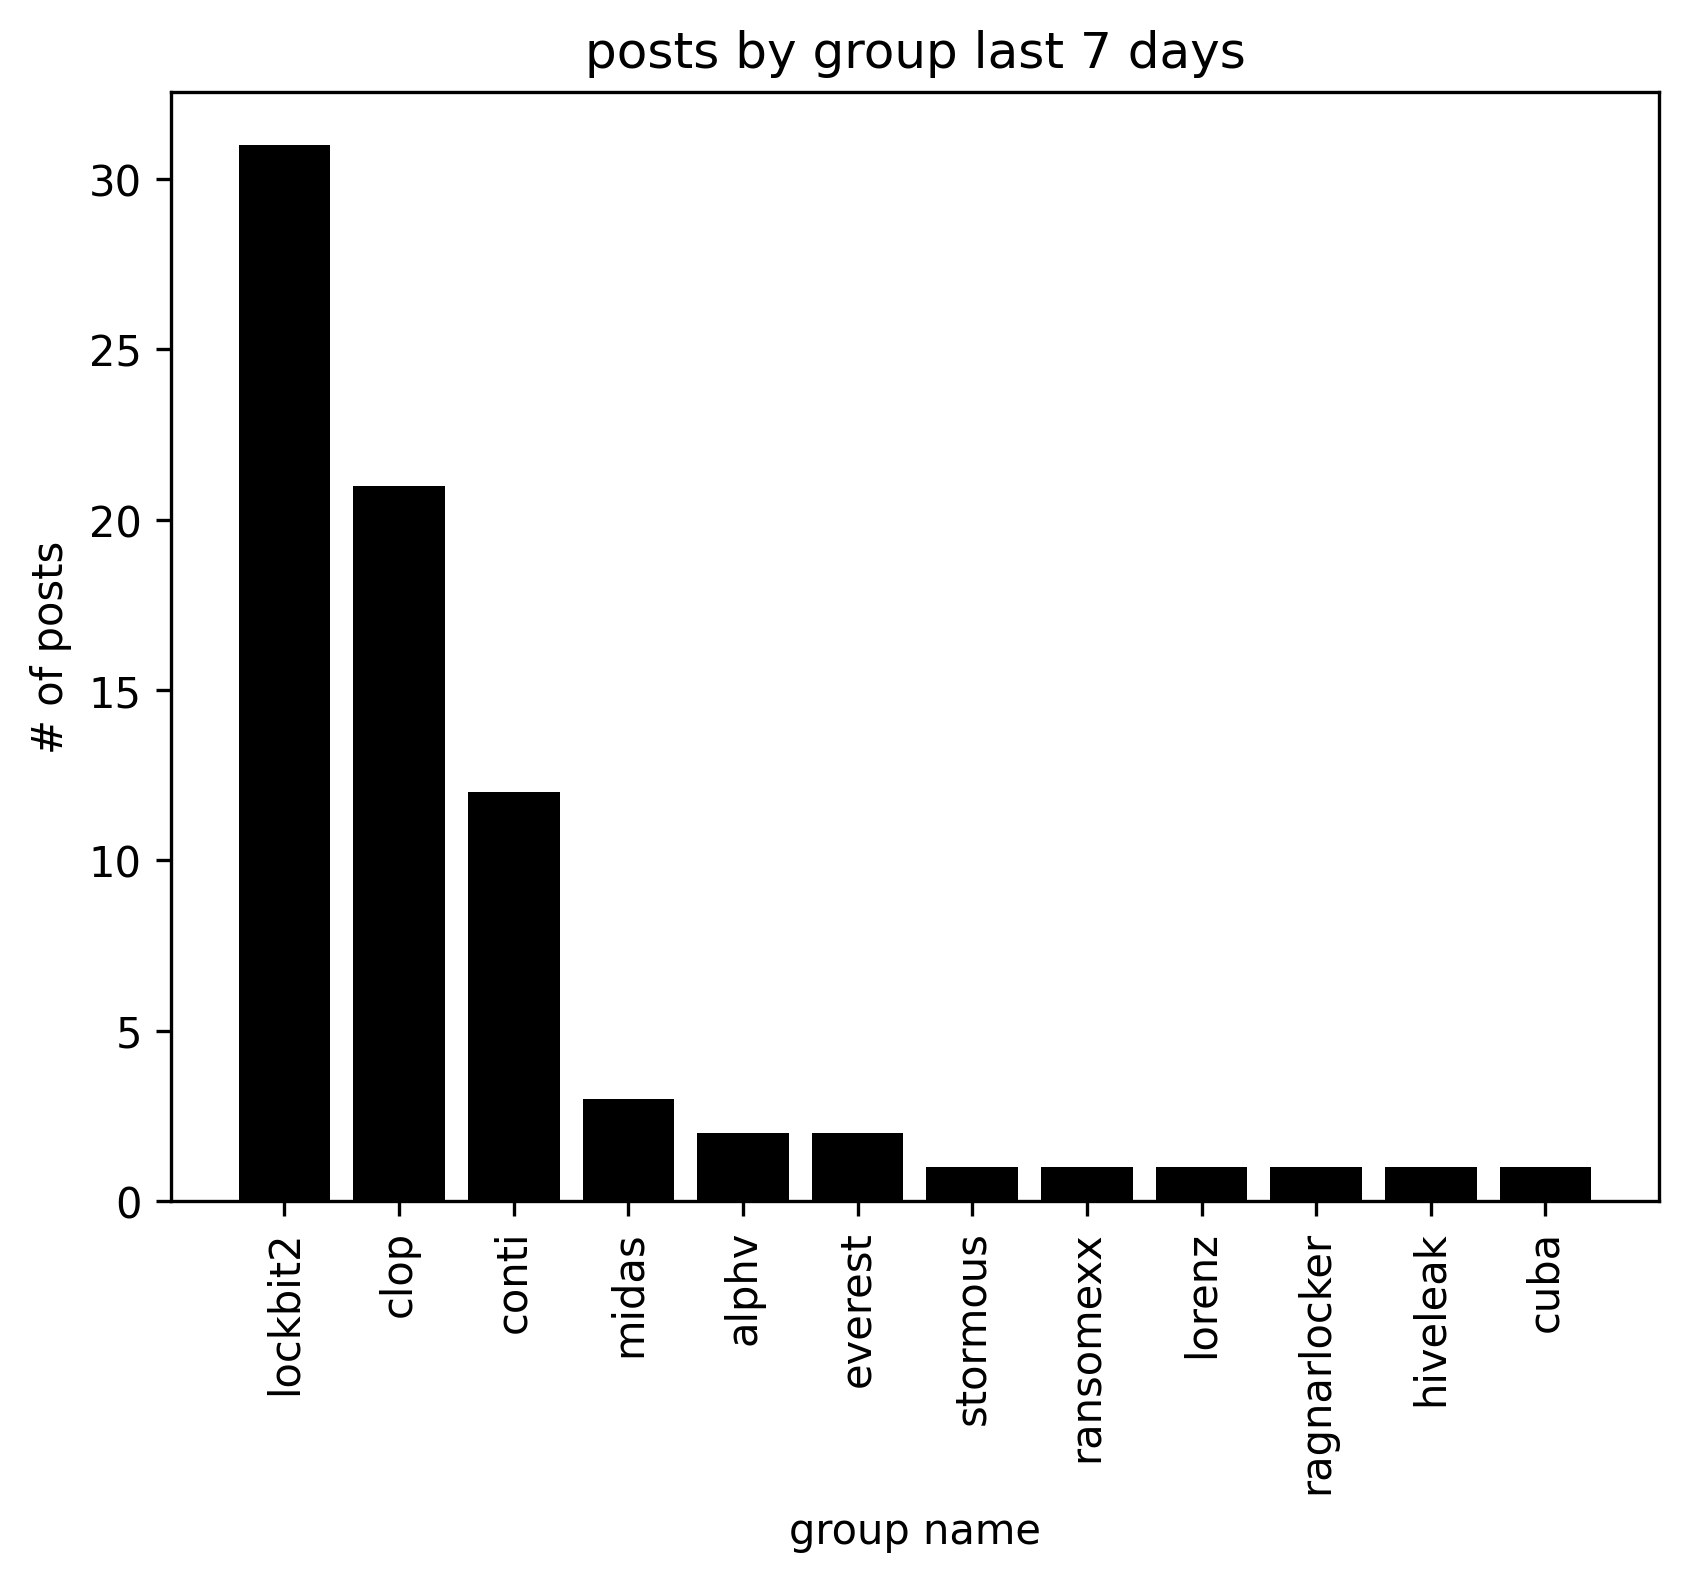 posts by group last 7 days
# of posts
30
25
20
15
10
5
0
lockbit2
clop
conti
midas
alphv
everest
stormous
ransomexx
lorenz
ragnarlocker
hiveleak
cuba
group name